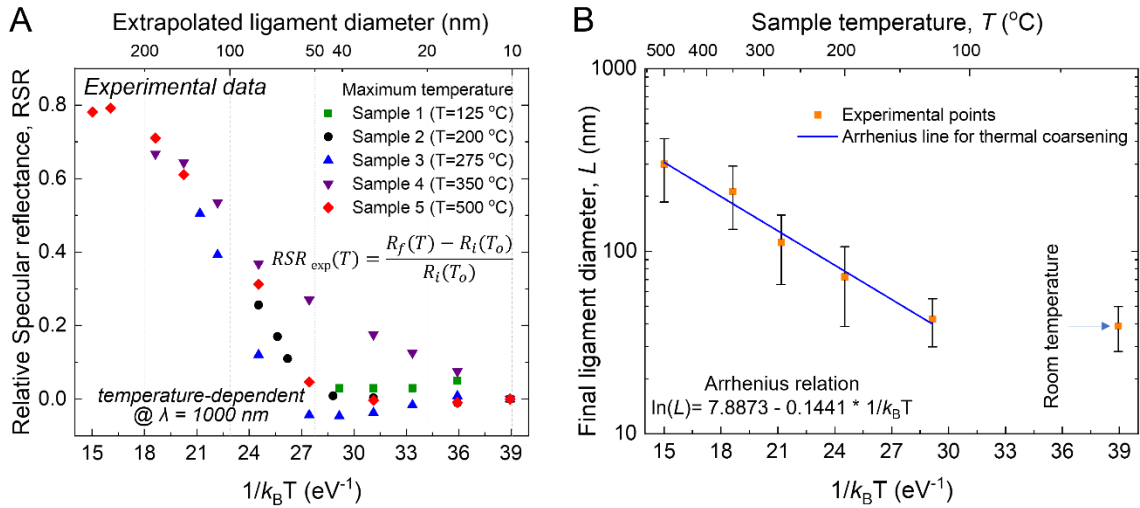 A
Extrapolated ligament diameter (nm)
200 100 50 40 20 10
Experimental data
Maximum temperature
Sample 1 (T=125 °C)
Sample 2 (T=200 °C)
Sample 3 (T=275 °C)
Sample 4 (T=350 °C)
Sample 5 (T=500 °C)
RSR exp(T) = (Rf(T) − Ri(To)) / Ri(To)
temperature-dependent
@ λ = 1000 nm
Relative Specular reflectance, RSR
0.8
0.6
0.4
0.2
0.0
15 18 21 24 27 30 33 36 39
1/kBT (eV-1)
B
Sample temperature, T (oC)
500 400 300 200 100
Experimental points
Arrhenius line for thermal coarsening
Final ligament diameter, L (nm)
1000
100
10
Room temperature
Arrhenius relation
ln(L)= 7.8873 - 0.1441 * 1/kBT
15 18 21 24 27 30 33 36 39
1/kBT (eV-1)